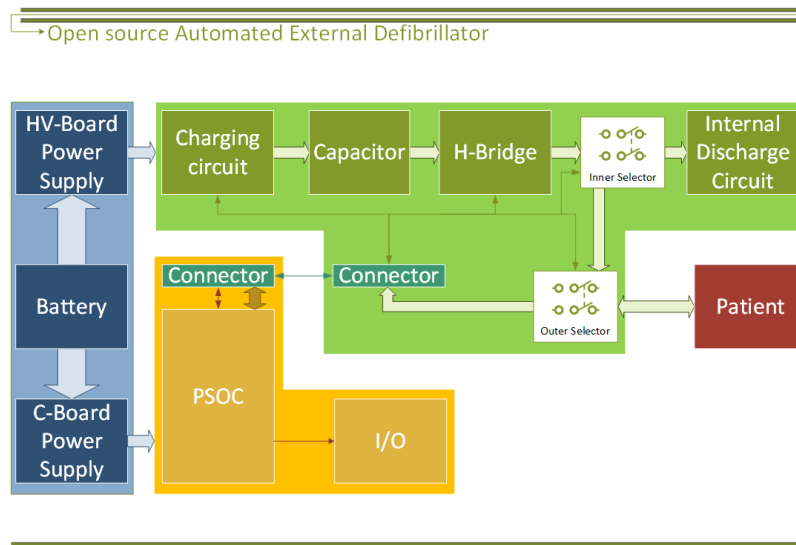 Open source Automated External Defibrillator
HV-Board
Power
Supply
Charging
circuit
Capacitor
H-Bridge
Inner Selector
Internal
Discharge
Circuit
Battery
Connector
Connector
Outer Selector
Patient
PSOC
C-Board
Power
Supply
I/O